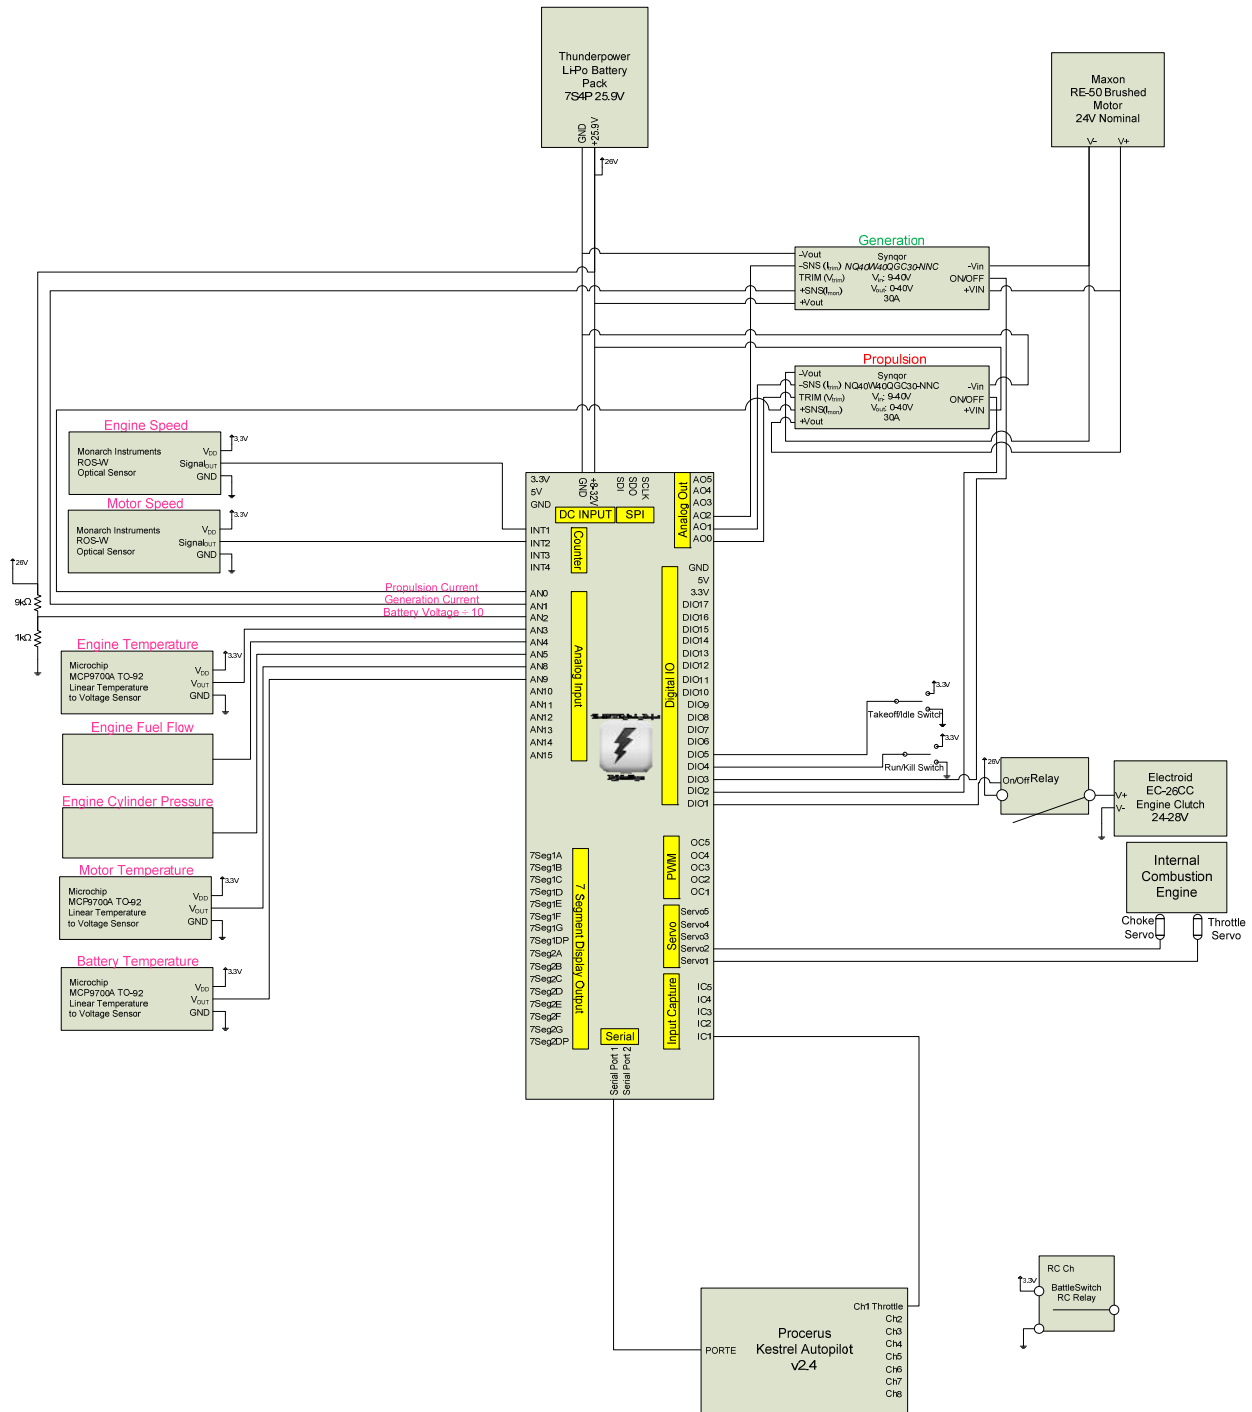 Thunderpower
Li-Po Battery
Pack
7S4P 25.9V
GND
+25.9V
26V
Maxon
RE-50 Brushed
Motor
24V Nominal
V-
V+
Generation
-Vout
-SNS (Itrim)
TRIM (Vtrim)
+SNS(Imon)
+Vout
Synqor
NQ40W40QGC30-NNC
Vin: 9-40V
Vout: 0-40V
30A
-Vin
ON/OFF
+VIN
Propulsion
-Vout
-SNS (Itrim)
TRIM (Vtrim)
+SNS(Imon)
+Vout
Synqor
NQ40W40QGC30-NNC
Vin: 9-40V
Vout: 0-40V
30A
-Vin
ON/OFF
+VIN
Engine Speed
Monarch Instruments
ROS-W
Optical Sensor
VDD
SignalOUT
GND
3.3V
Motor Speed
Monarch Instruments
ROS-W
Optical Sensor
VDD
SignalOUT
GND
3.3V
26V
9kΩ
1kΩ
Propulsion Current
Generation Current
Battery Voltage ÷ 10
Engine Temperature
Microchip
MCP9700A TO-92
Linear Temperature
to Voltage Sensor
VDD
VOUT
GND
3.3V
Engine Fuel Flow
Engine Cylinder Pressure
Motor Temperature
Microchip
MCP9700A TO-92
Linear Temperature
to Voltage Sensor
VDD
VOUT
GND
3.3V
Battery Temperature
Microchip
MCP9700A TO-92
Linear Temperature
to Voltage Sensor
VDD
VOUT
GND
3.3V
3.3V
5V
GND
GND
+8-32V
DC INPUT
SDI
SDO
SCLK
SPI
Analog Out
AO5
AO4
AO3
AO2
AO1
AO0
INT1
INT2
INT3
INT4
Counter
AN0
AN1
AN2
AN3
AN4
AN5
AN8
AN9
AN10
AN11
AN12
AN13
AN14
AN15
Analog Input
GND
5V
3.3V
DIO17
DIO16
DIO15
DIO14
DIO13
DIO12
DIO11
DIO10
DIO9
DIO8
DIO7
DIO6
DIO5
DIO4
DIO3
DIO2
DIO1
Digital IO
3.3V
Takeoff/Idle Switch
3.3V
Run/Kill Switch
26V
On/Off
Relay
Electroid
EC-26CC
Engine Clutch
24-28V
V+
V-
Internal
Combustion
Engine
Choke
Servo
Throttle
Servo
7Seg1A
7Seg1B
7Seg1C
7Seg1D
7Seg1E
7Seg1F
7Seg1G
7Seg1DP
7Seg2A
7Seg2B
7Seg2C
7Seg2D
7Seg2E
7Seg2F
7Seg2G
7Seg2DP
7 Segment Display Output
OC5
OC4
OC3
OC2
OC1
PWM
Servo5
Servo4
Servo3
Servo2
Servo1
Servo
IC5
IC4
IC3
IC2
IC1
Input Capture
Serial
Serial Port 1
Serial Port 2
PORTE
Procerus
Kestrel Autopilot
v2.4
Ch1 Throttle
Ch2
Ch3
Ch4
Ch5
Ch6
Ch7
Ch8
RC Ch
BattleSwitch
RC Relay
3.3V